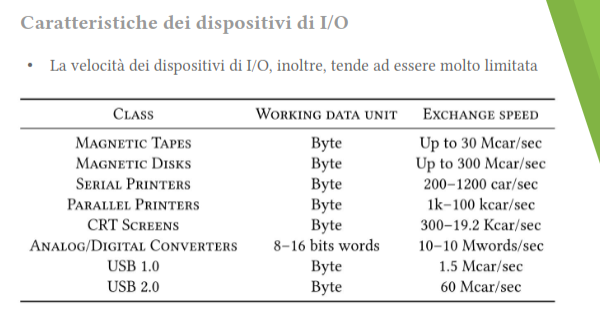 Caratteristiche dei dispositivi di I/O
• La velocità dei dispositivi di I/O, inoltre, tende ad essere molto limitata
Class Working data unit Exchange speed
Magnetic Tapes Byte Up to 30 Mcar/sec
Magnetic Disks Byte Up to 300 Mcar/sec
Serial Printers Byte 200–1200 car/sec
Parallel Printers Byte 1k–100 kcar/sec
CRT Screens Byte 300–19.2 Kcar/sec
Analog/Digital Converters 8–16 bits words 10–10 Mwords/sec
USB 1.0 Byte 1.5 Mcar/sec
USB 2.0 Byte 60 Mcar/sec